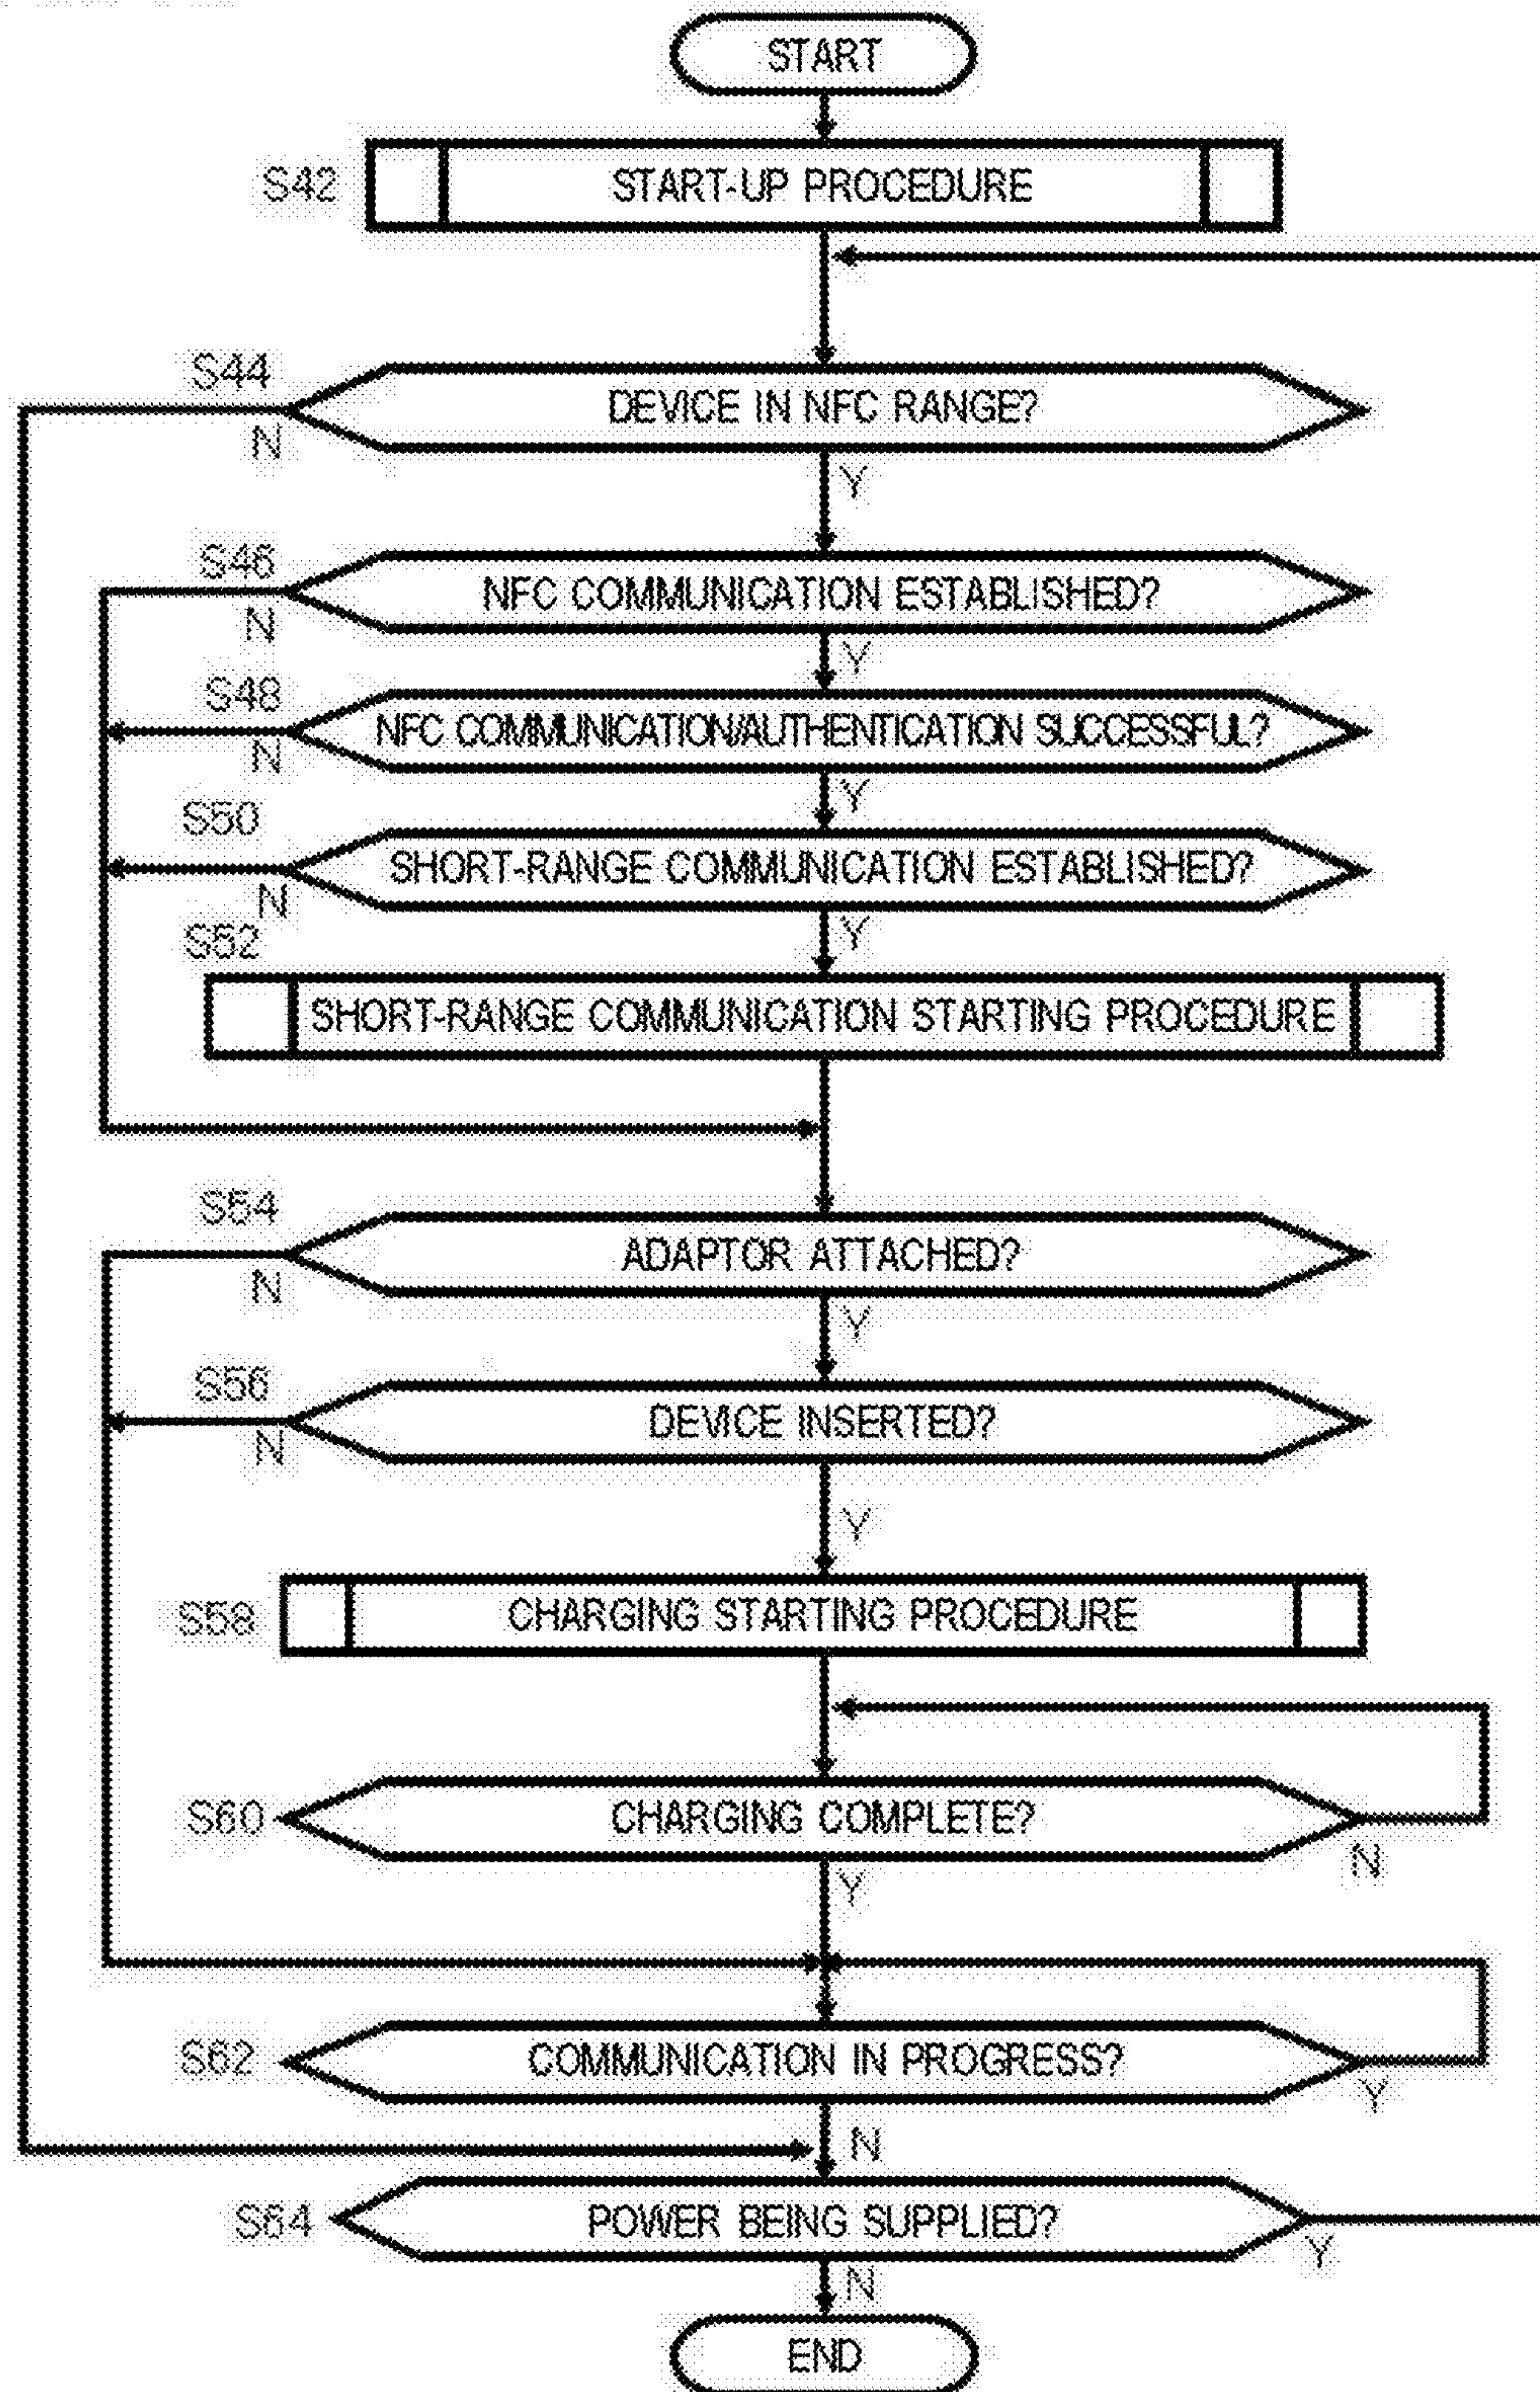 START
S42
START-UP PROCEDURE
S44
DEVICE IN NFC RANGE?
N
Y
S46
NFC COMMUNICATION ESTABLISHED?
N
Y
S48
NFC COMMUNICATION/AUTHENTICATION SUCCESSFUL?
N
Y
S50
SHORT-RANGE COMMUNICATION ESTABLISHED?
N
Y
S52
SHORT-RANGE COMMUNICATION STARTING PROCEDURE
S54
ADAPTOR ATTACHED?
N
Y
S56
DEVICE INSERTED?
N
Y
S58
CHARGING STARTING PROCEDURE
S60
CHARGING COMPLETE?
N
Y
S62
COMMUNICATION IN PROGRESS?
Y
N
S64
POWER BEING SUPPLIED?
Y
N
END